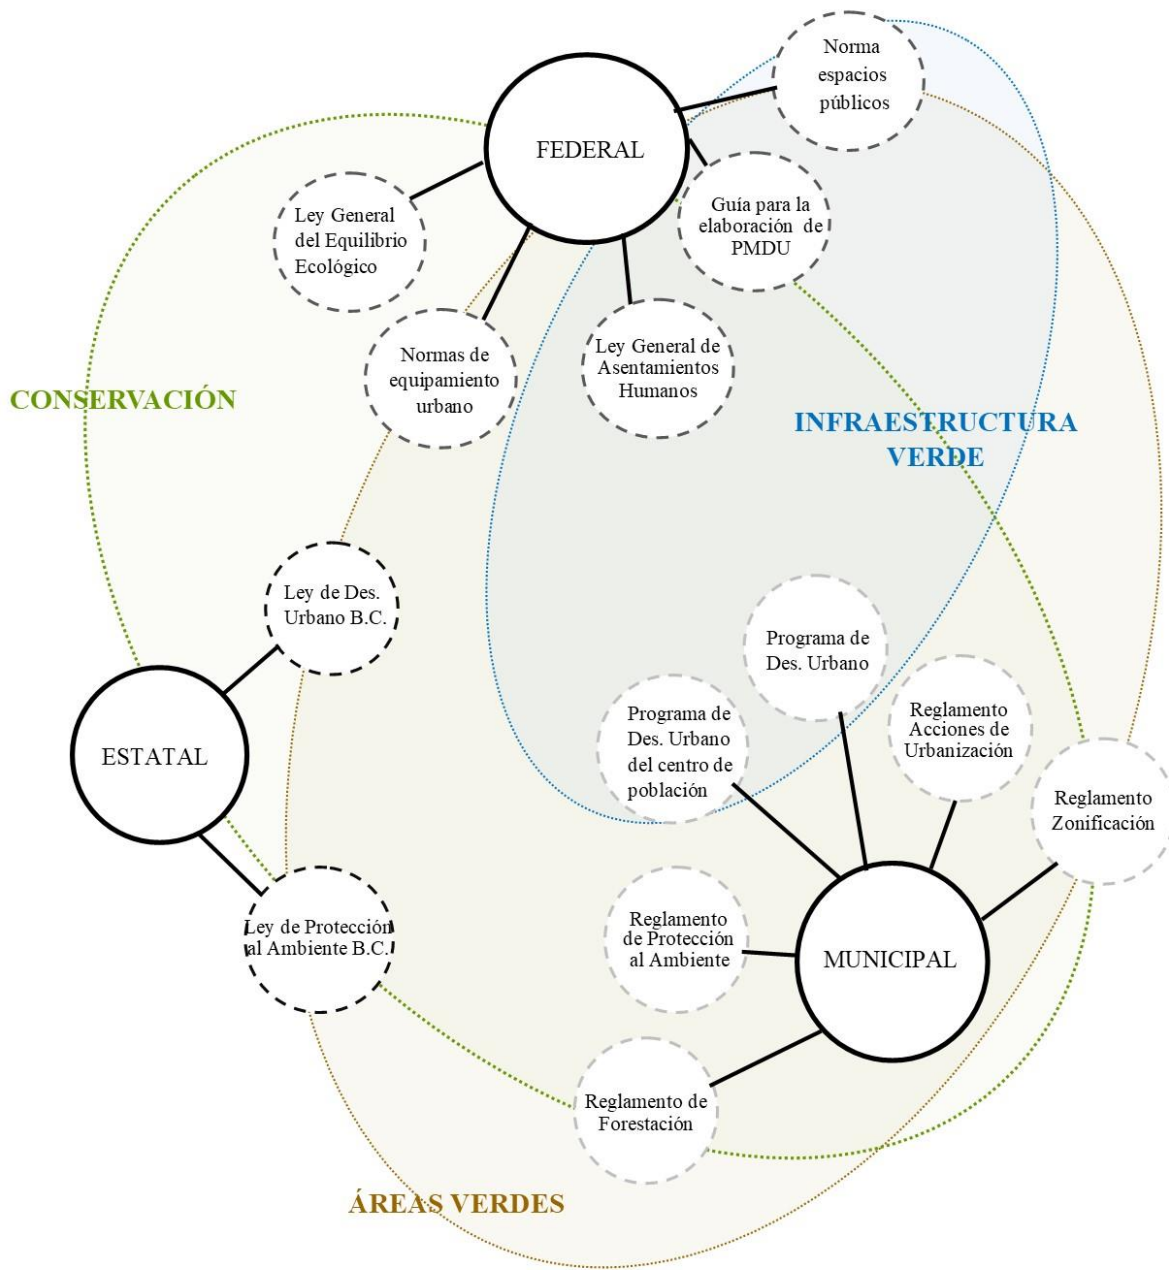 Norma
espacios
públicos
FEDERAL
Guía para la
elaboración de
PMDU
Ley General
del Equilibrio
Ecológico
Normas de
equipamiento
urbano
Ley General de
Asentamientos
Humanos
CONSERVACIÓN
INFRAESTRUCTURA
VERDE
Ley de Des.
Urbano B.C.
ESTATAL
Ley de Protección
al Ambiente B.C.
Programa de
Des. Urbano
Programa de
Des. Urbano
del centro de
población
Reglamento
Acciones de
Urbanización
Reglamento
Zonificación
Reglamento
de Protección
al Ambiente
MUNICIPAL
Reglamento de
Forestación
ÁREAS VERDES